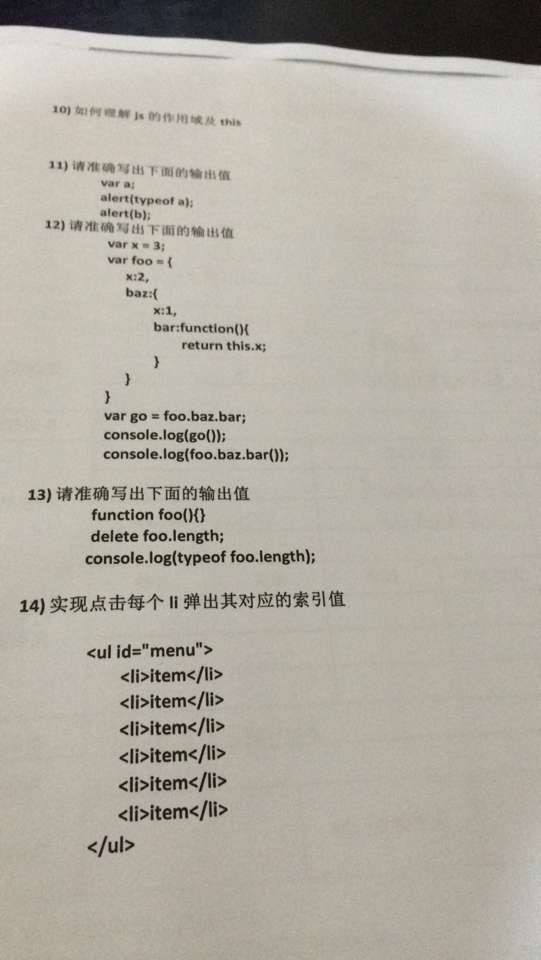 10) 如何理解 js 的作用域及 this
11) 请准确写出下面的输出值
var a;
alert(typeof a);
alert(b);
12) 请准确写出下面的输出值
var x = 3;
var foo = {
x:2,
baz:{
x:1,
bar:function(){
return this.x;
}
}
}
var go = foo.baz.bar;
console.log(go());
console.log(foo.baz.bar());
13) 请准确写出下面的输出值
function foo(){}
delete foo.length;
console.log(typeof foo.length);
14) 实现点击每个 li 弹出其对应的索引值
<ul id="menu">
<li>item</li>
<li>item</li>
<li>item</li>
<li>item</li>
<li>item</li>
<li>item</li>
</ul>